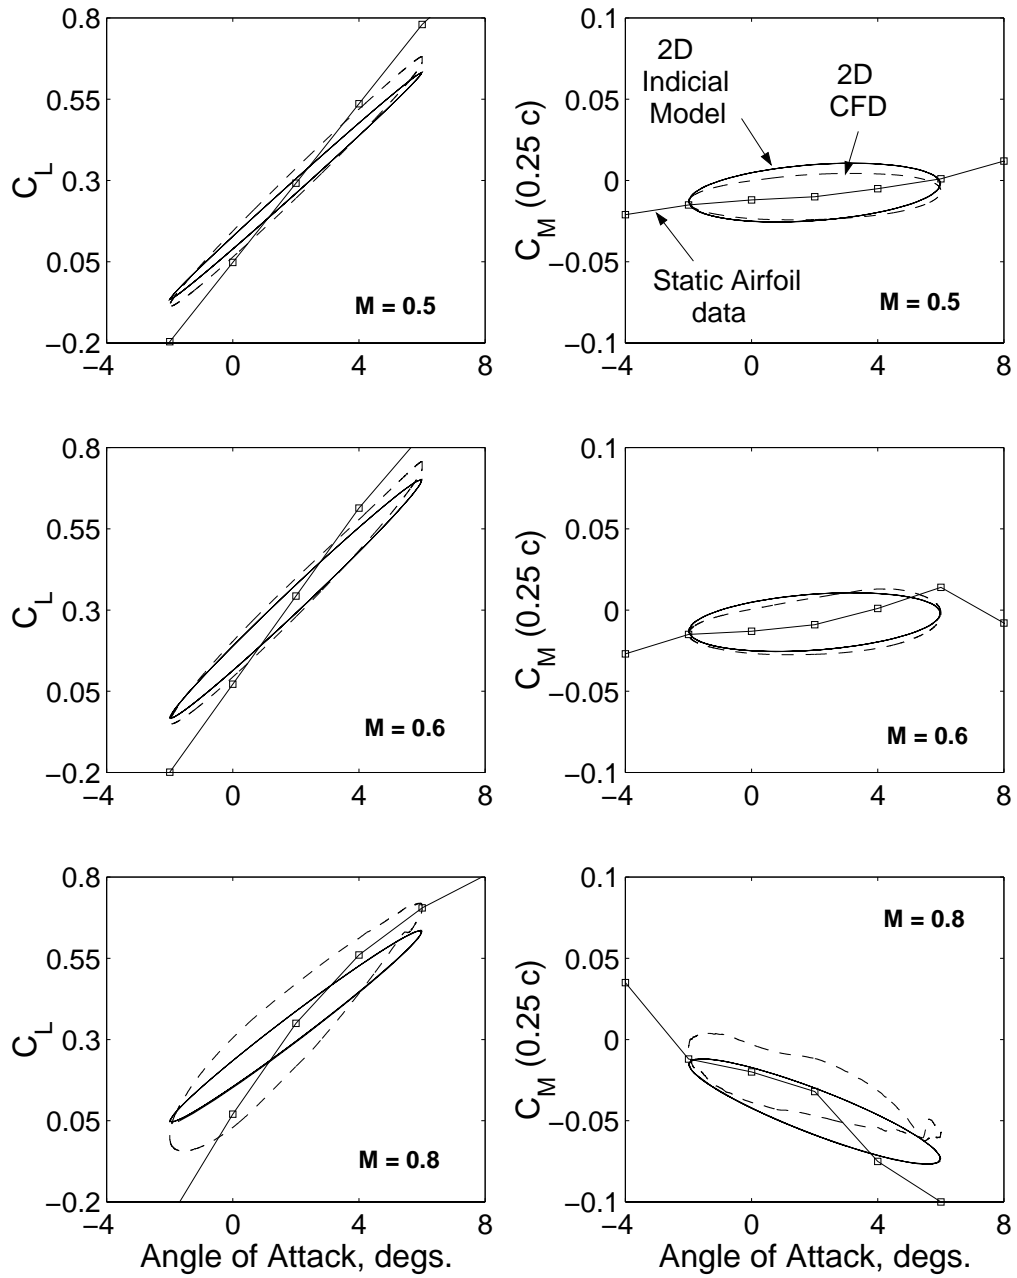 0.8
0.55
0.3
0.05
−0.2
−4
0
4
8
C_L
M = 0.5
0.1
0.05
0
−0.05
−0.1
−4
0
4
8
C_M (0.25 c)
2D
Indicial
Model
2D
CFD
Static Airfoil
data
M = 0.5
0.8
0.55
0.3
0.05
−0.2
−4
0
4
8
C_L
M = 0.6
0.1
0.05
0
−0.05
−0.1
−4
0
4
8
C_M (0.25 c)
M = 0.6
0.8
0.55
0.3
0.05
−0.2
−4
0
4
8
C_L
M = 0.8
Angle of Attack, degs.
0.1
0.05
0
−0.05
−0.1
−4
0
4
8
C_M (0.25 c)
M = 0.8
Angle of Attack, degs.